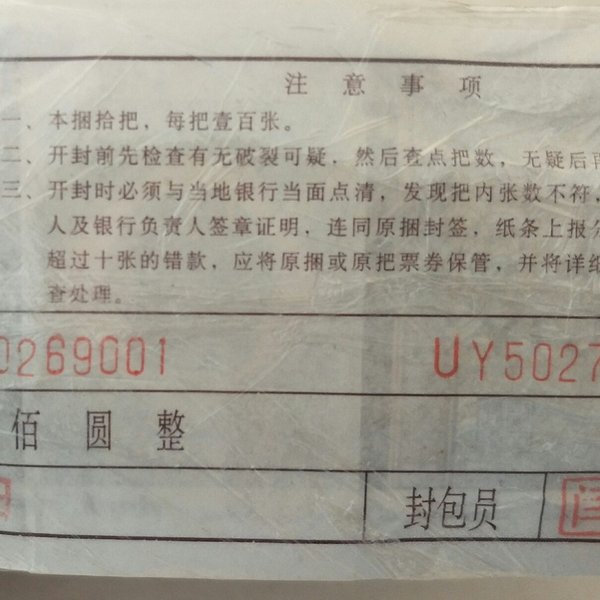 注意事项
一、本捆拾把，每把壹百张。
二、开封前先检查有无破裂可疑，然后查点把数，无疑后再
三、开封时必须与当地银行当面点清，发现把内张数不符，
人及银行负责人签章证明，连同原捆封签，纸条上报分
超过十张的错款，应将原捆或原把票券保管，并将详细
查处理。
0269001 UY5027
佰圆整
封包员